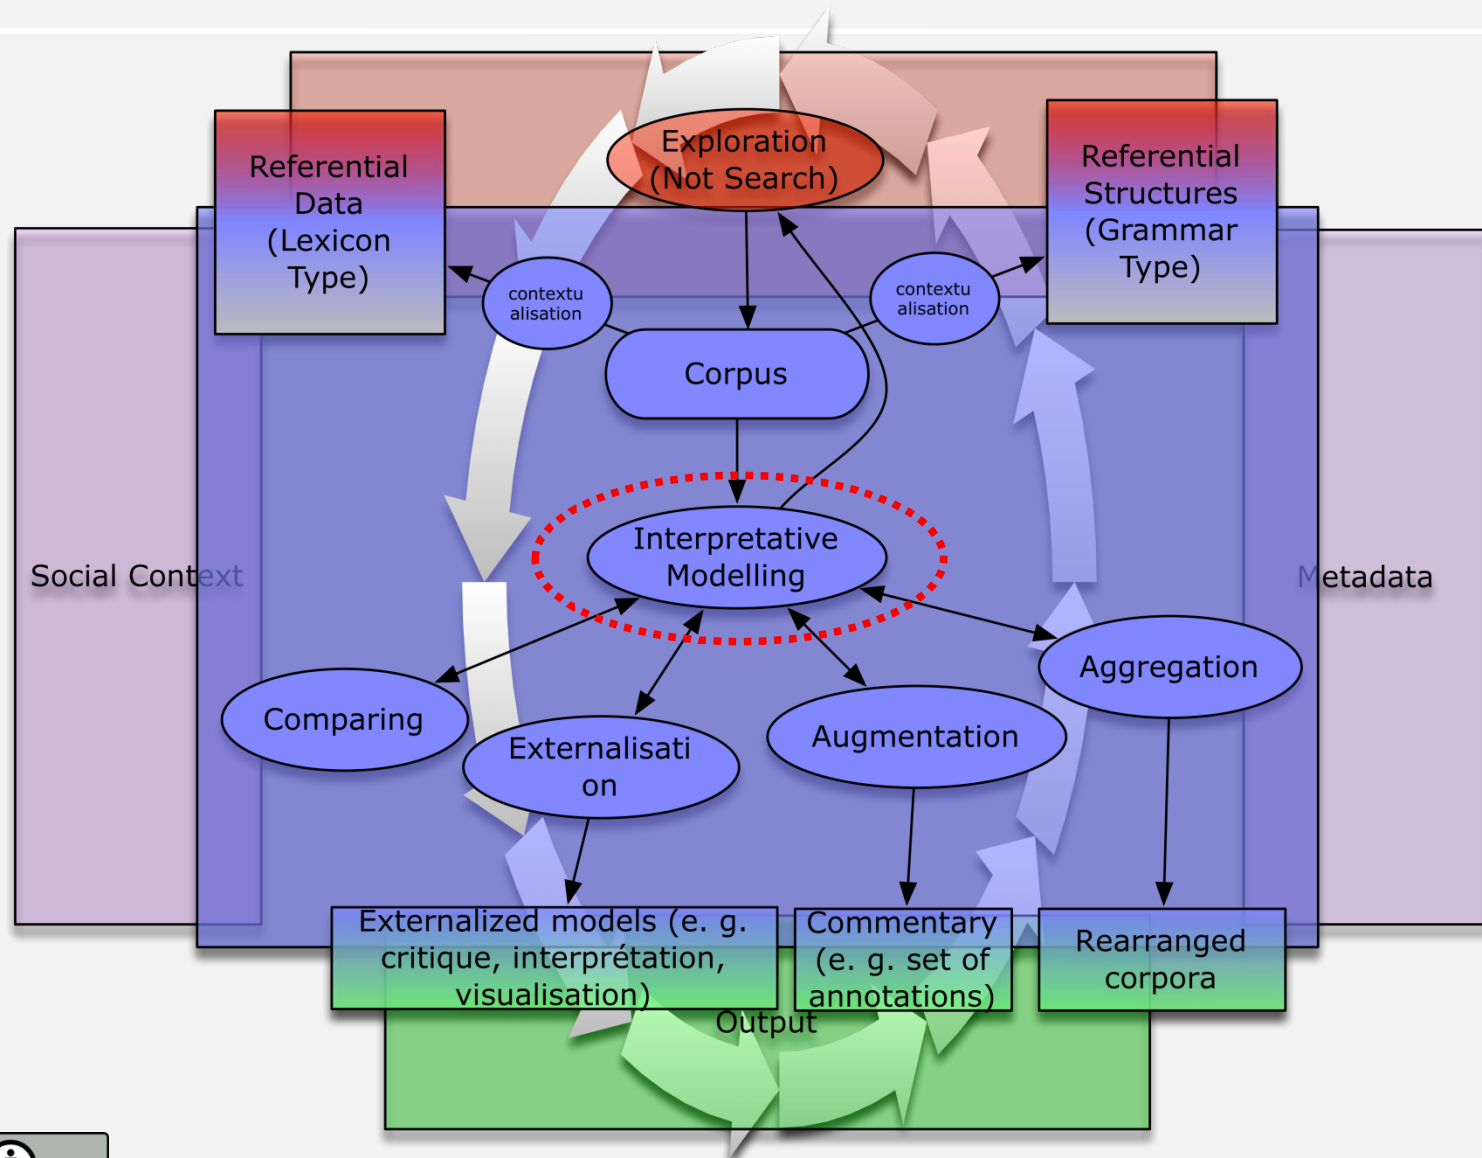 Exploration
(Not Search)
Referential
Data
(Lexicon
Type)
Referential
Structures
(Grammar
Type)
contextu
alisation
contextu
alisation
Corpus
Interpretative
Modelling
Social Context
Metadata
Comparing
Externalisati
on
Augmentation
Aggregation
Externalized models (e. g.
critique, interprétation,
visualisation)
Commentary
(e. g. set of
annotations)
Rearranged
corpora
Output